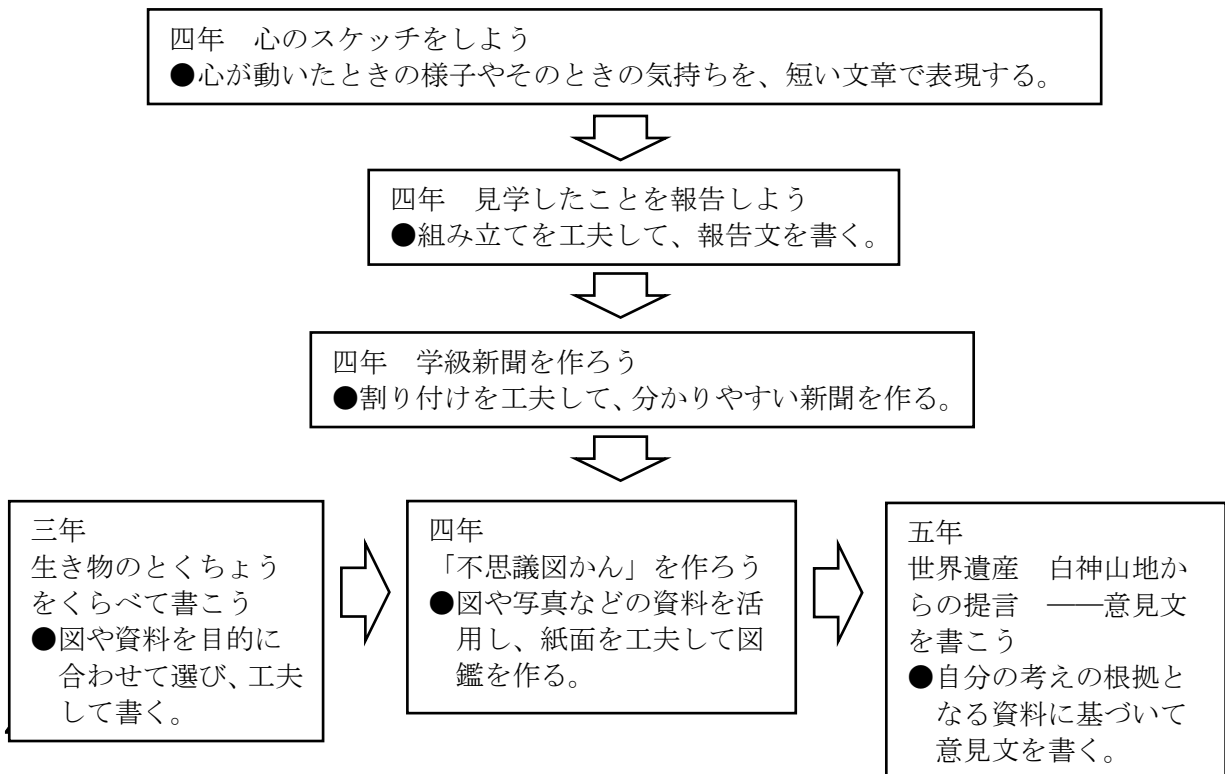 四年　心のスケッチをしよう
●心が動いたときの様子やそのときの気持ちを、短い文章で表現する。
四年　見学したことを報告しよう
●組み立てを工夫して、報告文を書く。
四年　学級新聞を作ろう
●割り付けを工夫して、分かりやすい新聞を作る。
三年
生き物のとくちょう
をくらべて書こう
●図や資料を目的に
合わせて選び、工夫
して書く。
四年
「不思議図かん」を作ろう
●図や写真などの資料を活
用し、紙面を工夫して図
鑑を作る。
五年
世界遺産　白神山地か
らの提言　――意見文
を書こう
●自分の考えの根拠と
なる資料に基づいて
意見文を書く。